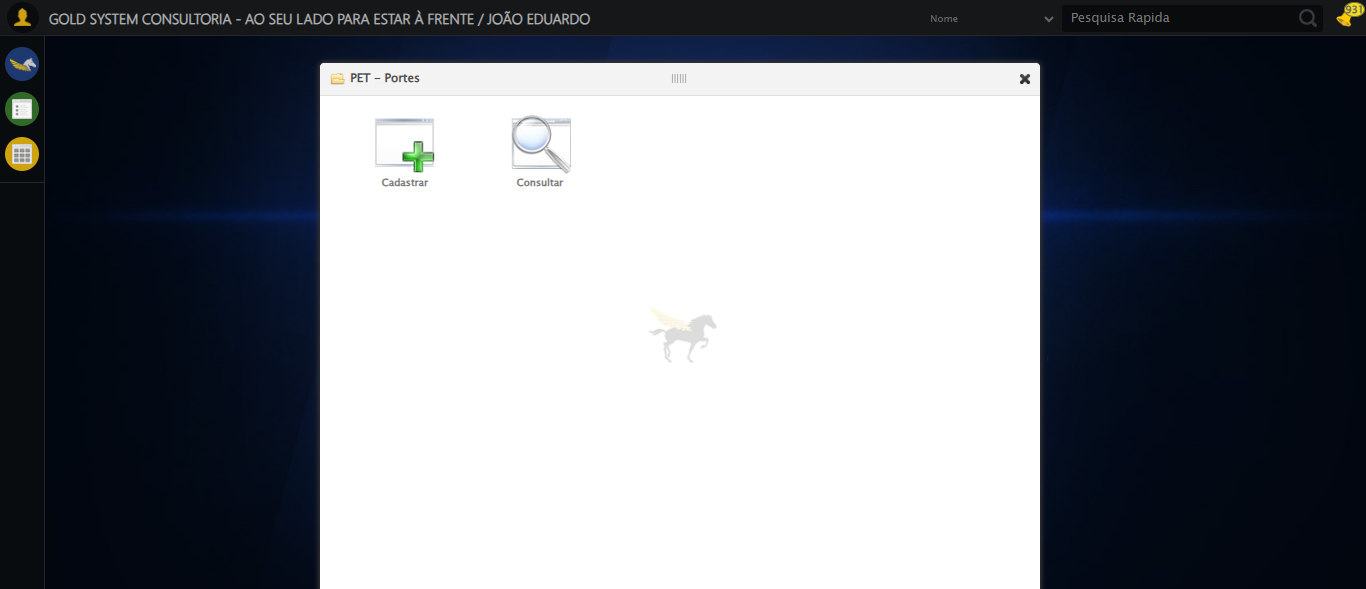 GOLD SYSTEM CONSULTORIA - AO SEU LADO PARA ESTAR À FRENTE / JOÃO EDUARDO
Nome
Pesquisa Rapida
931
PET - Portes
Cadastrar
Consultar